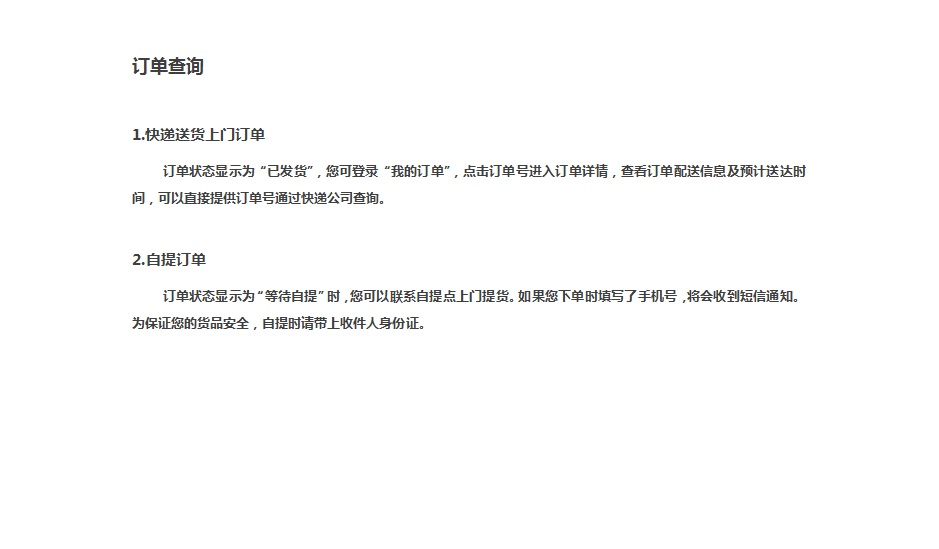 订单查询
1.快递送货上门订单
订单状态显示为“已发货”，您可登录“我的订单”，点击订单号进入订单详情，查看订单配送信息及预计送达时
间，可以直接提供订单号通过快递公司查询。
2.自提订单
订单状态显示为“等待自提”时，您可以联系自提点上门提货。如果您下单时填写了手机号，将会收到短信通知。
为保证您的货品安全，自提时请带上收件人身份证。